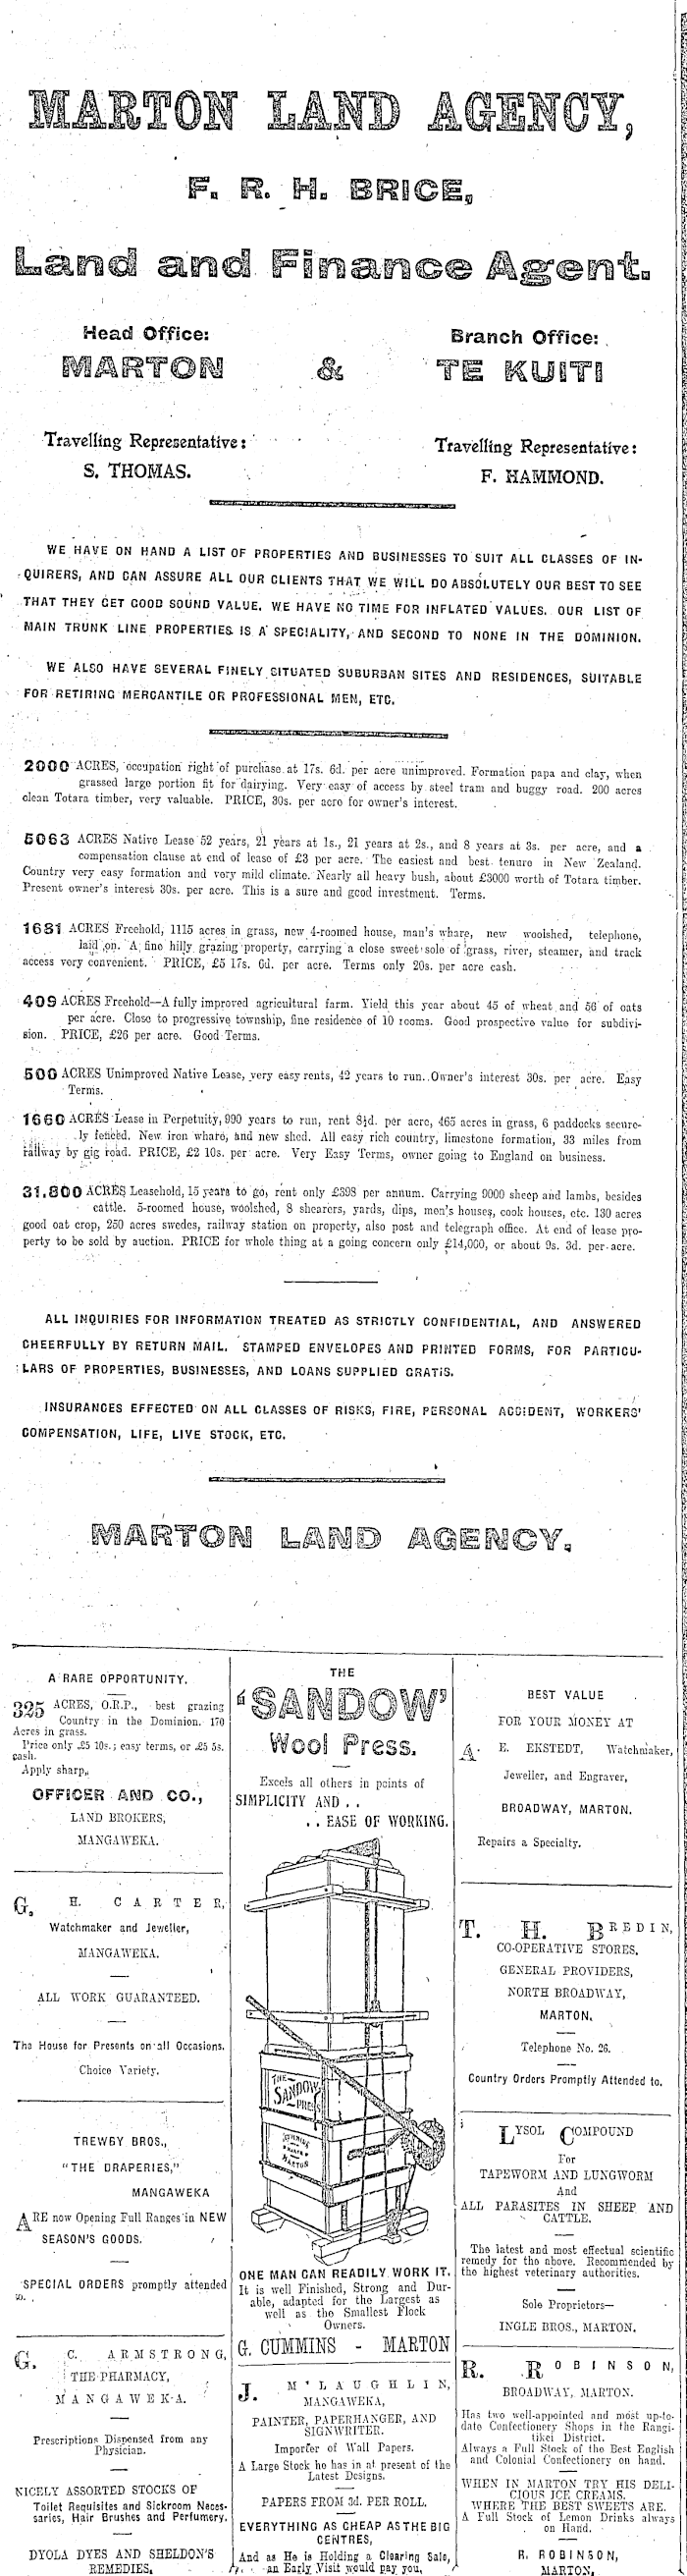 MARTON LAND AGENCY,
F. R. H. BRICE,
Land and Finance Agent.
Head Office:
MARTON
&
Branch Office:
TE KUITI
Travelling Representative:
S. THOMAS.
Travelling Representative:
F. HAMMOND.
WE HAVE ON HAND A LIST OF PROPERTIES AND BUSINESSES TO SUIT ALL CLASSES OF IN-
QUIRERS, AND CAN ASSURE ALL OUR CLIENTS THAT WE WILL DO ABSOLUTELY OUR BEST TO SEE
THAT THEY GET GOOD SOUND VALUE. WE HAVE NO TIME FOR INFLATED VALUES. OUR LIST OF
MAIN TRUNK LINE PROPERTIES IS A SPECIALITY, AND SECOND TO NONE IN THE DOMINION.
WE ALSO HAVE SEVERAL FINELY SITUATED SUBURBAN SITES AND RESIDENCES, SUITABLE
FOR RETIRING MERCANTILE OR PROFESSIONAL MEN, ETC.
2000 ACRES, occupation right of purchase at 17s. 6d. per acre unimproved. Formation papa and clay, when
grassed large portion fit for dairying. Very easy of access by steel tram and buggy road. 200 acres
clean Totara timber, very valuable. PRICE, 30s. per acre for owner's interest.
5063 ACRES Native Lease 52 years, 21 years at 1s., 21 years at 2s., and 8 years at 3s. per acre, and a
compensation clause at end of lease of £3 per acre. The easiest and best tenure in New Zealand.
Country very easy formation and very mild climate. Nearly all heavy bush, about £3000 worth of Totara timber.
Present owner's interest 30s. per acre. This is a sure and good investment. Terms.
1681 ACRES Freehold, 1115 acres in grass, new 4-roomed house, man's whare, new woolshed, telephone,
laid on. A fine hilly grazing property, carrying a close sweet sole of grass, river, steamer, and track
access very convenient. PRICE, £5 17s. 6d. per acre. Terms only 20s. per acre cash.
409 ACRES Freehold—A fully improved agricultural farm. Yield this year about 45 of wheat and 56 of oats
per acre. Close to progressive township, fine residence of 10 rooms. Good prospective value for subdivi-
sion. PRICE, £26 per acre. Good Terms.
500 ACRES Unimproved Native Lease, very easy rents, 42 years to run. Owner's interest 30s. per acre. Easy
Terms.
1660 ACRES Lease in Perpetuity, 990 years to run, rent 8½d. per acre, 465 acres in grass, 6 paddocks secure-
ly fenced. New iron whare, and new shed. All easy rich country, limestone formation, 33 miles from
railway by gig road. PRICE, £2 10s. per acre. Very Easy Terms, owner going to England on business.
31,800 ACRES Leasehold, 15 years to go, rent only £398 per annum. Carrying 9000 sheep and lambs, besides
cattle. 5-roomed house, woolshed, 8 shearers, yards, dips, men's houses, cook houses, etc. 130 acres
good oat crop, 250 acres swedes, railway station on property, also post and telegraph office. At end of lease pro-
perty to be sold by auction. PRICE for whole thing at a going concern only £14,000, or about 9s. 3d. per acre.
ALL INQUIRIES FOR INFORMATION TREATED AS STRICTLY CONFIDENTIAL, AND ANSWERED
CHEERFULLY BY RETURN MAIL. STAMPED ENVELOPES AND PRINTED FORMS, FOR PARTICU-
LARS OF PROPERTIES, BUSINESSES, AND LOANS SUPPLIED GRATIS.
INSURANCES EFFECTED ON ALL CLASSES OF RISKS, FIRE, PERSONAL ACCIDENT, WORKERS'
COMPENSATION, LIFE, LIVE STOCK, ETC.
MARTON LAND AGENCY.
A RARE OPPORTUNITY.
325 ACRES, O.R.P., best grazing
Country in the Dominion. 170
Acres in grass.
Price only £5 10s.; easy terms, or £5 5s.
cash.
Apply sharp,
OFFICER AND CO.,
LAND BROKERS,
MANGAWEKA.
G. H. CARTER,
Watchmaker and Jeweller,
MANGAWEKA.
ALL WORK GUARANTEED.
The House for Presents on all Occasions.
Choice Variety.
TREWBY BROS.,
"THE DRAPERIES,"
MANGAWEKA
ARE now Opening Full Ranges in NEW
SEASON'S GOODS.
SPECIAL ORDERS promptly attended
to.
G. C. ARMSTRONG,
THE PHARMACY,
MANGAWEKA.
Prescriptions Dispensed from any
Physician.
NICELY ASSORTED STOCKS OF
Toilet Requisites and Sickroom Neces-
saries, Hair Brushes and Perfumery.
DYOLA DYES AND SHELDON'S
REMEDIES.
THE
'SANDOW'
Wool Press.
Excels all others in points of
SIMPLICITY AND . .
. . EASE OF WORKING.
THE
SANDOW
PRESS
CUMMINS
MAKER
MARTON
ONE MAN CAN READILY WORK IT.
It is well Finished, Strong and Dur-
able, adapted for the Largest as
well as the Smallest Flock
Owners.
G. CUMMINS - MARTON
J. M'LAUGHLIN,
MANGAWEKA,
PAINTER, PAPERHANGER, AND
SIGNWRITER.
Importer of Wall Papers.
A Large Stock he has in at present of the
Latest Designs.
PAPERS FROM 3d. PER ROLL.
EVERYTHING AS CHEAP AS THE BIG
CENTRES,
And as He is Holding a Clearing Sale,
an Early Visit would pay you,
BEST VALUE
FOR YOUR MONEY AT
A. E. EKSTEDT, Watchmaker,
Jeweller, and Engraver,
BROADWAY, MARTON.
Repairs a Specialty.
T. H. BREDIN,
CO-OPERATIVE STORES,
GENERAL PROVIDERS,
NORTH BROADWAY,
MARTON.
Telephone No. 26.
Country Orders Promptly Attended to.
LYSOL COMPOUND
For
TAPEWORM AND LUNGWORM
And
ALL PARASITES IN SHEEP AND
CATTLE.
The latest and most effectual scientific
remedy for the above. Recommended by
the highest veterinary authorities.
Sole Proprietors—
INGLE BROS., MARTON.
R. ROBINSON,
BROADWAY, MARTON.
Has two well-appointed and most up-to-
date Confectionery Shops in the Rangi-
tikei District.
Always a Full Stock of the Best English
and Colonial Confectionery on hand.
WHEN IN MARTON TRY HIS DELI-
CIOUS ICE CREAMS.
WHERE THE BEST SWEETS ARE.
A Full Stock of Lemon Drinks always
on Hand.
R. ROBINSON,
MARTON.